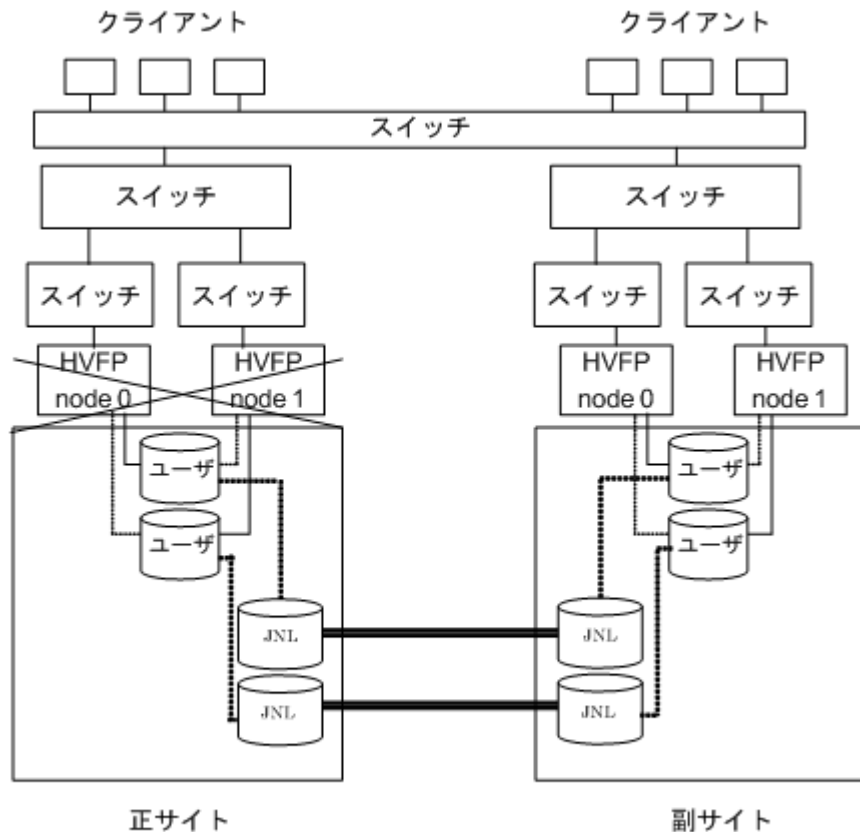 クライアント
クライアント
スイッチ
スイッチ
スイッチ
スイッチ
スイッチ
スイッチ
スイッチ
HVFP
node 0
HVFP
node 1
HVFP
node 0
HVFP
node 1
ユーザ
ユーザ
ユーザ
ユーザ
JNL
JNL
JNL
JNL
正サイト
副サイト